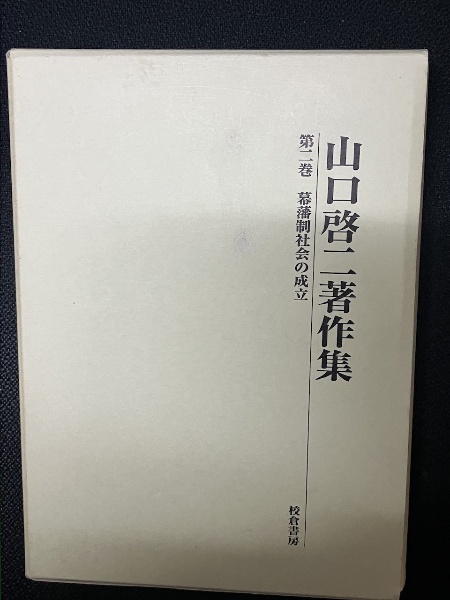 山口啓二著作集
第二巻 幕藩制社会の成立
校倉書房